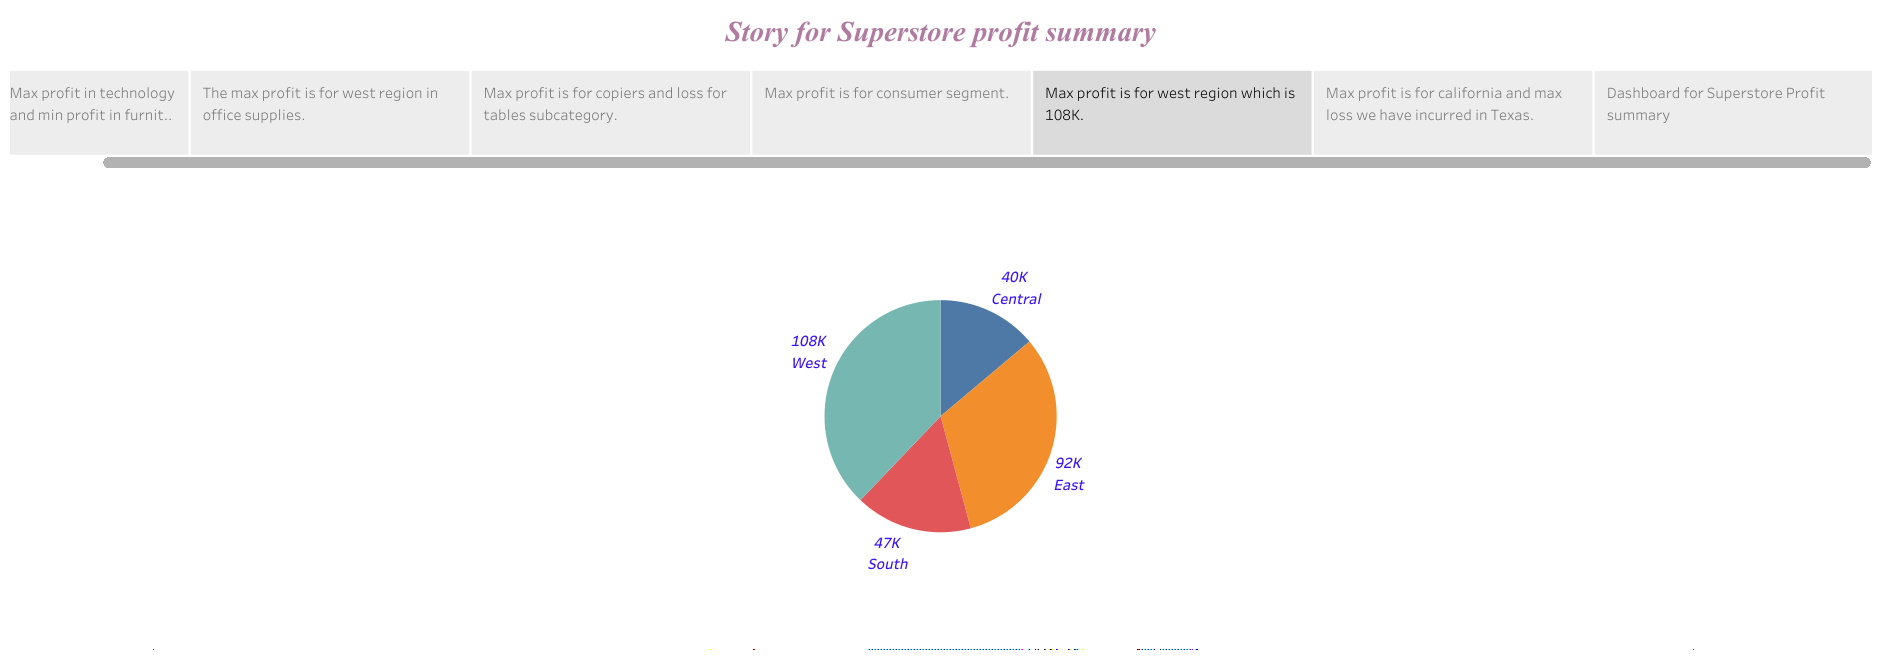 Story for Superstore profit summary
Max profit in technology
and min profit in furnit..
The max profit is for west region in
office supplies.
Max profit is for copiers and loss for
tables subcategory.
Max profit is for consumer segment.
Max profit is for west region which is
108K.
Max profit is for california and max
loss we have incurred in Texas.
Dashboard for Superstore Profit
summary
40K
Central
108K
West
92K
East
47K
South